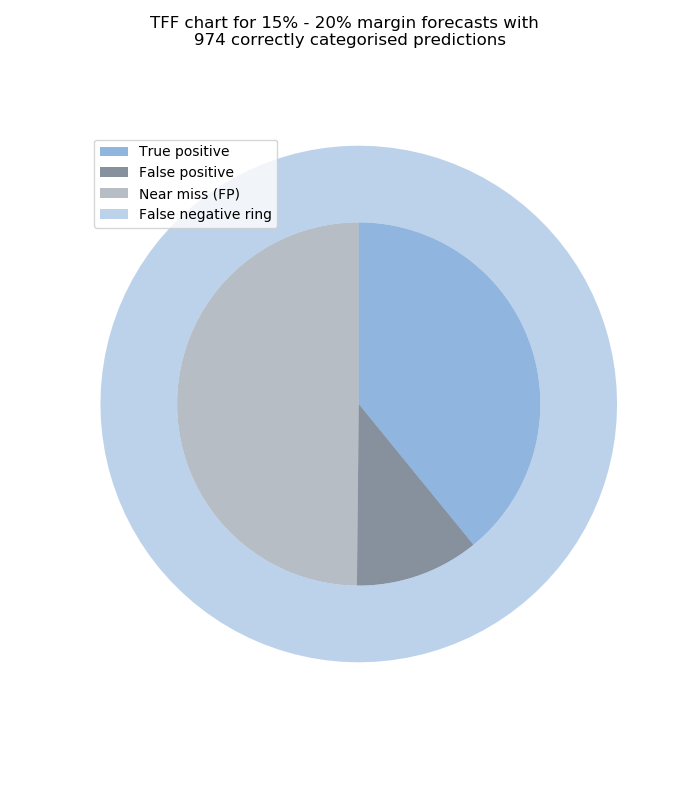 TFF chart for 15% - 20% margin forecasts with
974 correctly categorised predictions
True positive
False positive
Near miss (FP)
False negative ring